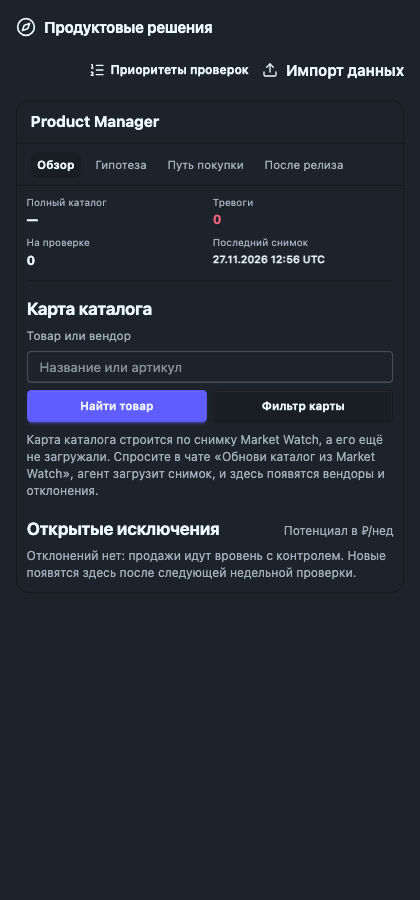 Продуктовые решения
Приоритеты проверок
Импорт данных
Product Manager
Обзор
Гипотеза
Путь покупки
После релиза
Полный каталог
Тревоги
—
0
На проверке
Последний снимок
0
27.11.2026 12:56 UTC
Карта каталога
Товар или вендор
Название или артикул
Найти товар
Фильтр карты
Карта каталога строится по снимку Market Watch, а его ещё
не загружали. Спросите в чате «Обнови каталог из Market
Watch», агент загрузит снимок, и здесь появятся вендоры и
отклонения.
Открытые исключения
Потенциал в ₽/нед
Отклонений нет: продажи идут вровень с контролем. Новые
появятся здесь после следующей недельной проверки.